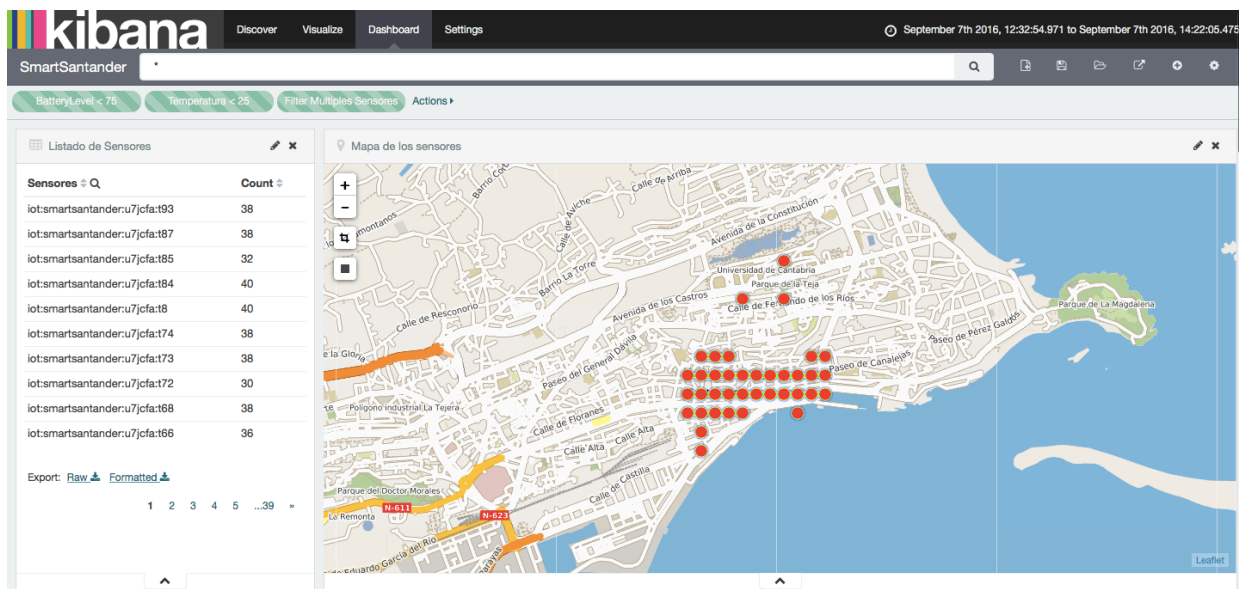 kibana Discover Visualize Dashboard Settings September 7th 2016, 12:32:54.971 to September 7th 2016, 14:22:05.475
SmartSantander *
BatteryLevel < 75 Temperatura < 25 Filter Multiples Sensores Actions
Listado de Sensores
Sensores Count
iot:smartsantander:u7jcfa:t93 38
iot:smartsantander:u7jcfa:t87 38
iot:smartsantander:u7jcfa:t85 32
iot:smartsantander:u7jcfa:t84 40
iot:smartsantander:u7jcfa:t8 40
iot:smartsantander:u7jcfa:t74 38
iot:smartsantander:u7jcfa:t73 38
iot:smartsantander:u7jcfa:t72 30
iot:smartsantander:u7jcfa:t68 38
iot:smartsantander:u7jcfa:t66 36
Export: Raw Formatted
1 2 3 4 5 ...39 »
Mapa de los sensores
+
−
Calle de Arriba
Avenida de la Constitución
Universidad de Cantabria
Parque de la Teja
Barrio La Torre
Avenida de los Castros
Calle de Fernando de los Ríos
Parque de La Magdalena
Calle de Resconorio
Paseo de Pérez Galdós
Paseo del General Dávila
Paseo de Canalejas
Polígono industrial La Tejera
Calle de Floranes
Calle Alta
Calle Alta
Calle de Castilla
Parque del Doctor Morales
N-611
La Remonta
N-623
Eduardo García del Río
Leaflet